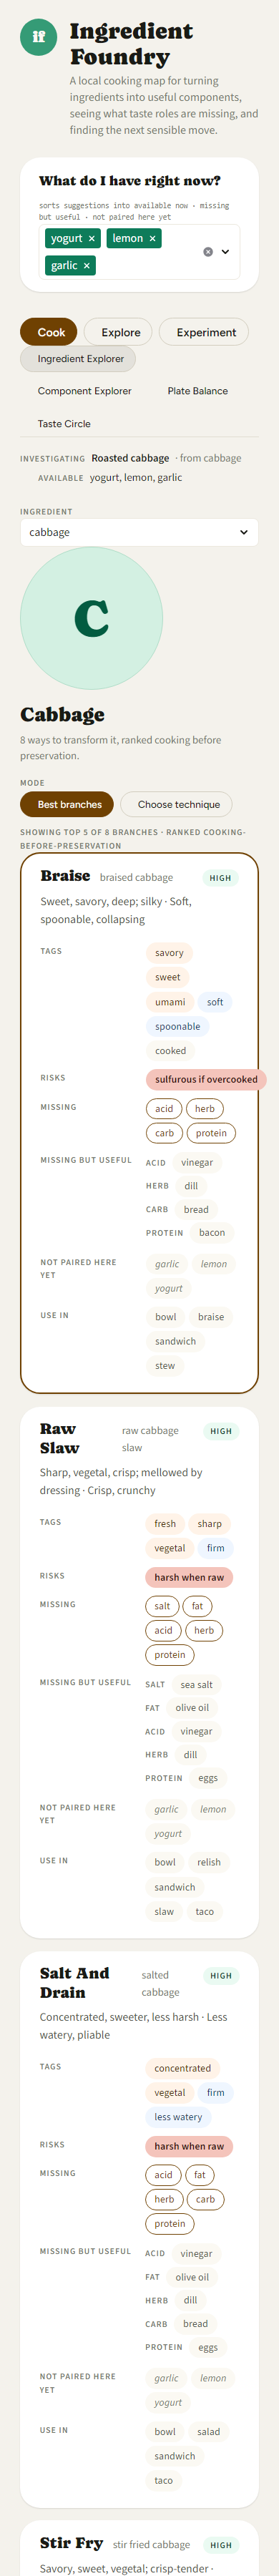 if
Ingredient
Foundry
A local cooking map for turning
ingredients into useful components,
seeing what taste roles are missing, and
finding the next sensible move.
What do I have right now?
sorts suggestions into available now · missing
but useful · not paired here yet
yogurt × lemon ×
garlic ×
Cook Explore Experiment
Ingredient Explorer
Component Explorer Plate Balance
Taste Circle
INVESTIGATING Roasted cabbage · from cabbage
AVAILABLE yogurt, lemon, garlic
INGREDIENT
cabbage
C
Cabbage
8 ways to transform it, ranked cooking before
preservation.
MODE
Best branches Choose technique
SHOWING TOP 5 OF 8 BRANCHES · RANKED COOKING-
BEFORE-PRESERVATION
Braise braised cabbage HIGH
Sweet, savory, deep; silky · Soft,
spoonable, collapsing
TAGS savory
sweet
umami soft
spoonable
cooked
RISKS sulfurous if overcooked
MISSING acid herb
carb protein
MISSING BUT USEFUL ACID vinegar
HERB dill
CARB bread
PROTEIN bacon
NOT PAIRED HERE YET garlic lemon
yogurt
USE IN bowl braise
sandwich
stew
Raw Slaw raw cabbage slaw HIGH
Sharp, vegetal, crisp; mellowed by
dressing · Crisp, crunchy
TAGS fresh sharp
vegetal firm
RISKS harsh when raw
MISSING salt fat
acid herb
protein
MISSING BUT USEFUL SALT sea salt
FAT olive oil
ACID vinegar
HERB dill
PROTEIN eggs
NOT PAIRED HERE YET garlic lemon
yogurt
USE IN bowl relish
sandwich
slaw taco
Salt And Drain salted cabbage HIGH
Concentrated, sweeter, less harsh · Less
watery, pliable
TAGS concentrated
vegetal firm
less watery
RISKS harsh when raw
MISSING acid fat
herb carb
protein
MISSING BUT USEFUL ACID vinegar
FAT olive oil
HERB dill
CARB bread
PROTEIN eggs
NOT PAIRED HERE YET garlic lemon
yogurt
USE IN bowl salad
sandwich
taco
Stir Fry stir fried cabbage HIGH
Savory, sweet, vegetal; crisp-tender ·